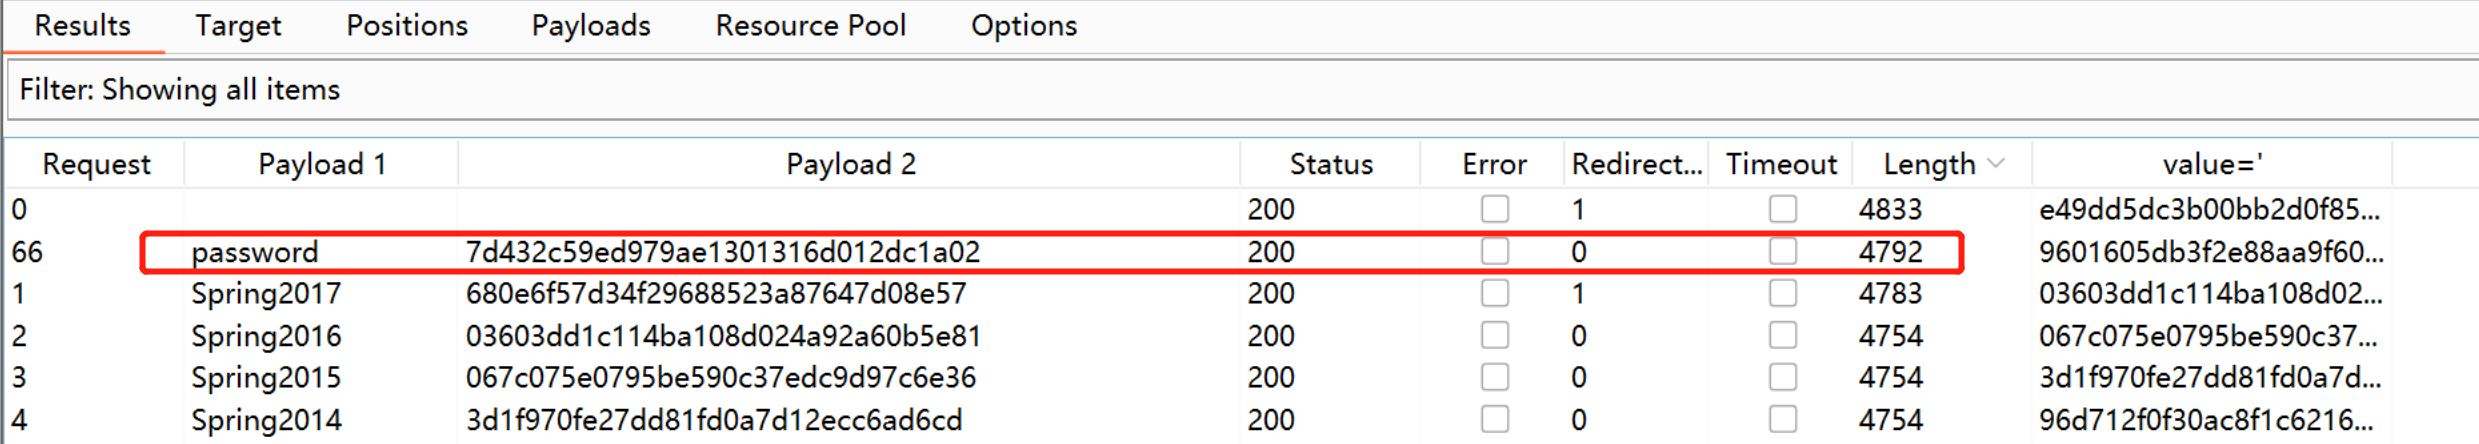 Results Target Positions Payloads Resource Pool Options
Filter: Showing all items
Request Payload 1 Payload 2 Status Error Redirect... Timeout Length value='
0 200 1 4833 e49dd5dc3b00bb2d0f85...
66 password 7d432c59ed979ae1301316d012dc1a02 200 0 4792 9601605db3f2e88aa9f60...
1 Spring2017 680e6f57d34f29688523a87647d08e57 200 1 4783 03603dd1c114ba108d02...
2 Spring2016 03603dd1c114ba108d024a92a60b5e81 200 0 4754 067c075e0795be590c37...
3 Spring2015 067c075e0795be590c37edc9d97c6e36 200 0 4754 3d1f970fe27dd81fd0a7d...
4 Spring2014 3d1f970fe27dd81fd0a7d12ecc6ad6cd 200 0 4754 96d712f0f30ac8f1c6216...